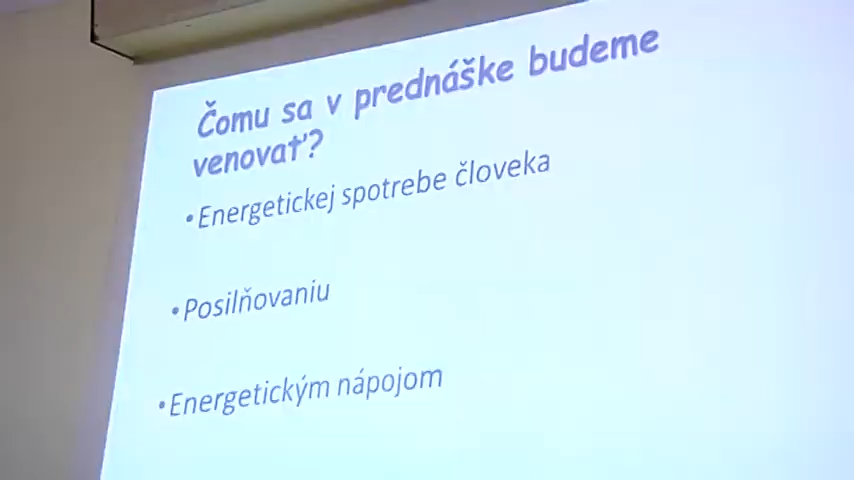 Čomu sa v prednáške budeme
venovať?
•Energetickej spotrebe človeka
•Posilňovaniu
•Energetickým nápojom